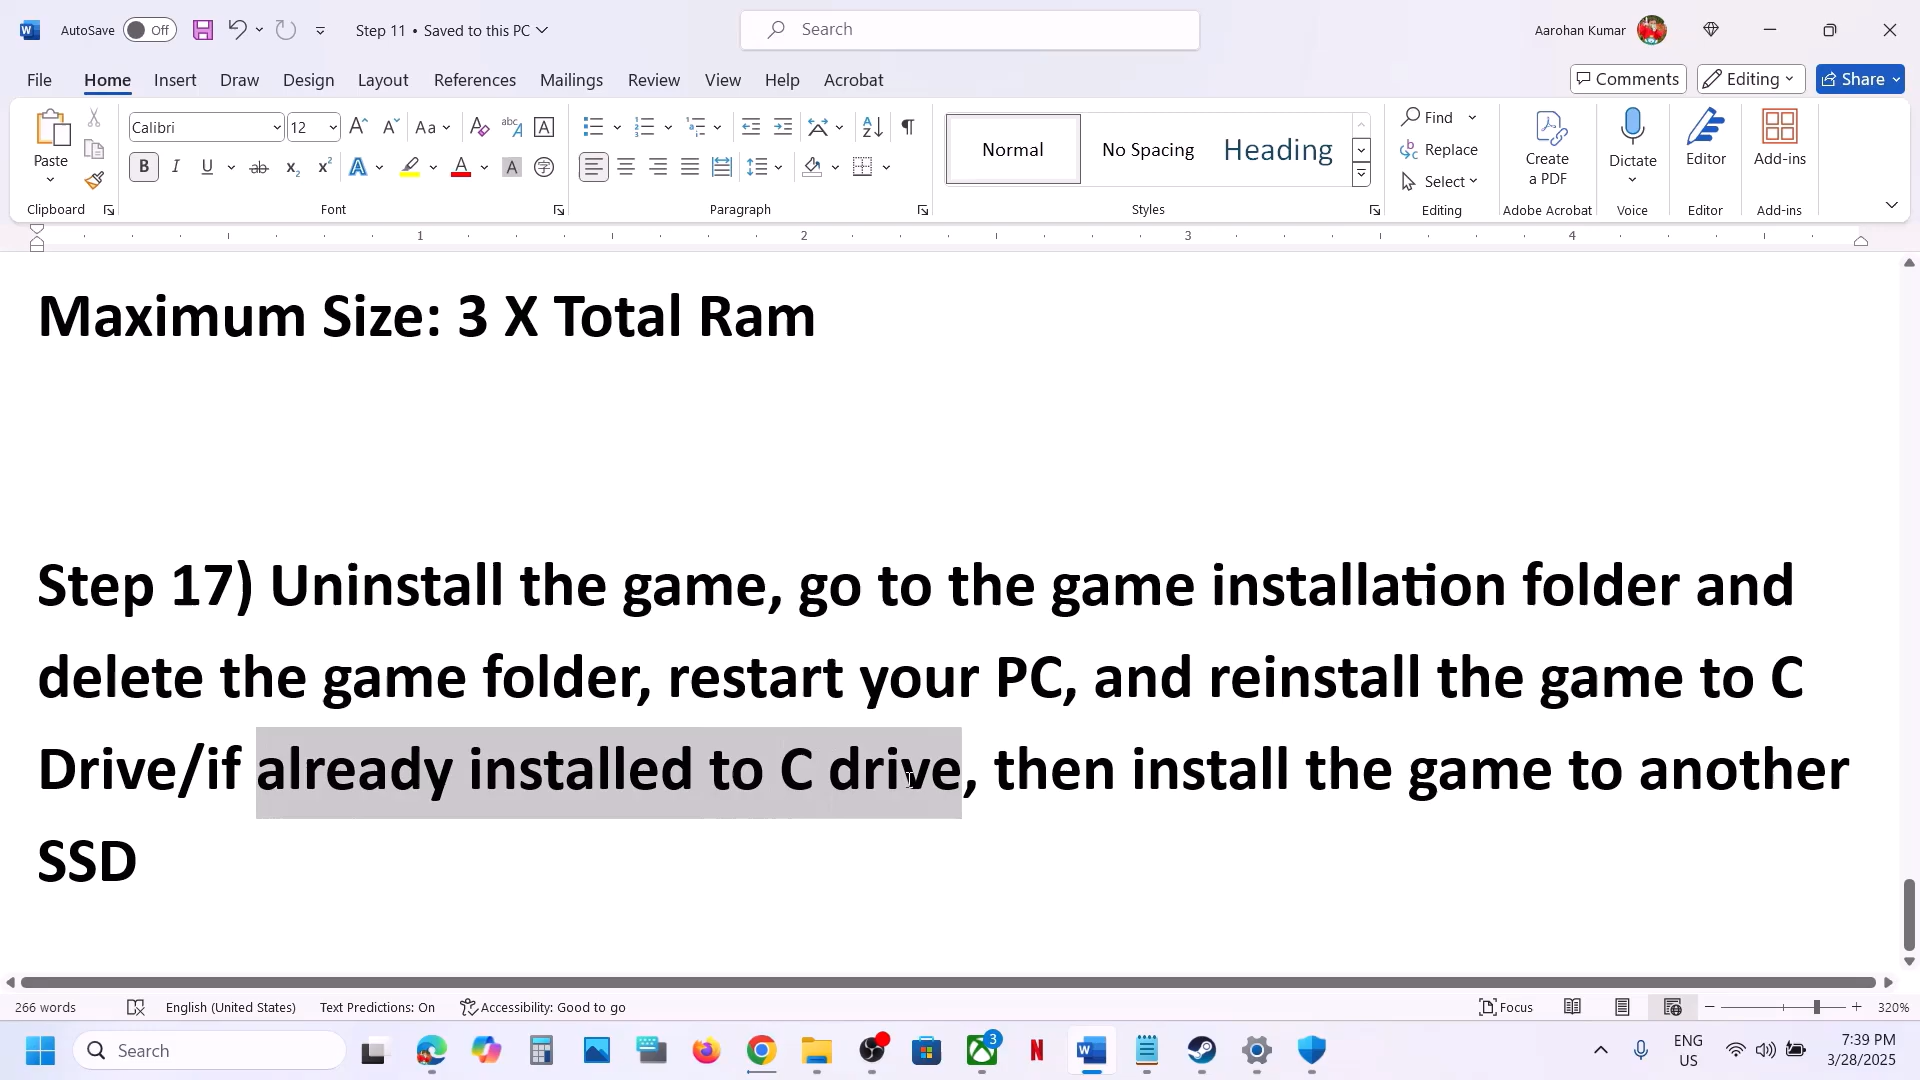 AutoSave
Off
Step 11 • Saved to this PC
Search
Aarohan Kumar
File
Home
Insert
Draw
Design
Layout
References
Mailings
Review
View
Help
Acrobat
Comments
Editing
Share
Paste
Clipboard
Calibri
12
Font
Paragraph
Normal
No Spacing
Heading
Styles
Find
Replace
Select
Editing
Create
a PDF
Adobe Acrobat
Dictate
Voice
Editor
Editor
Add-ins
Add-ins
1
2
3
4
Maximum Size: 3 X Total Ram
Step 17) Uninstall the game, go to the game installation folder and
delete the game folder, restart your PC, and reinstall the game to C
Drive/if already installed to C drive, then install the game to another
SSD
266 words
English (United States)
Text Predictions: On
Accessibility: Good to go
Focus
320%
Search
3
ENG
US
7:39 PM
3/28/2025